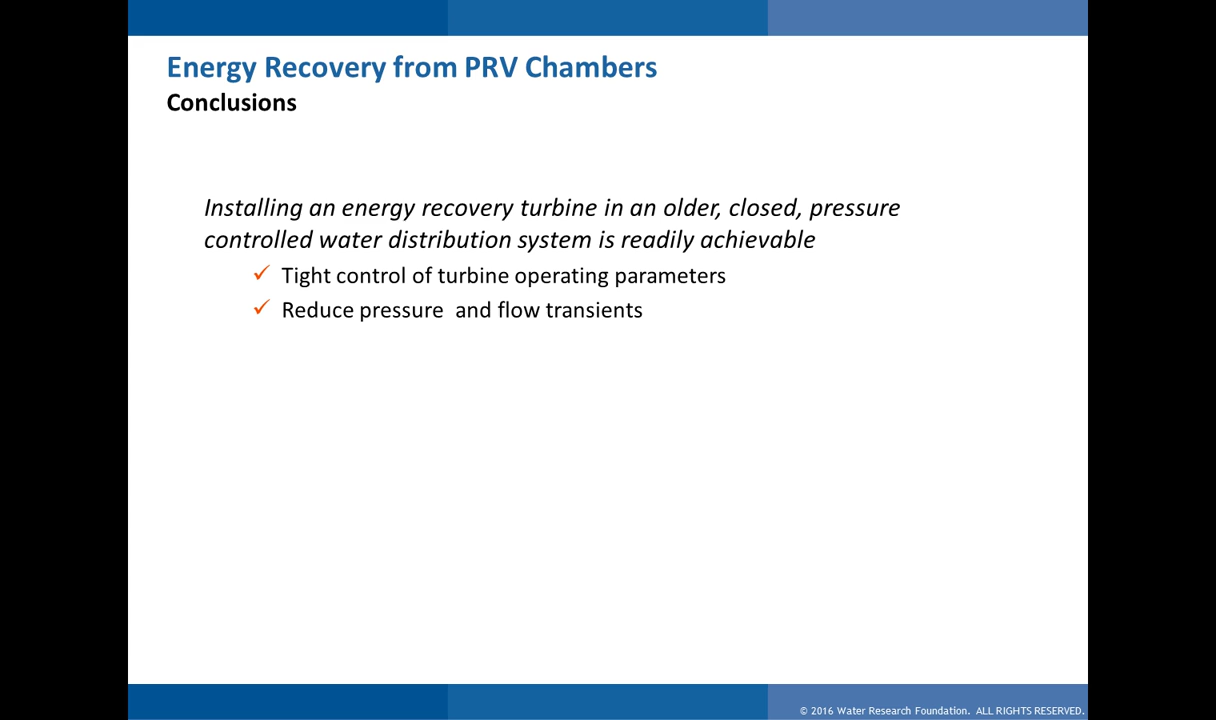 Energy Recovery from PRV Chambers
Conclusions
Installing an energy recovery turbine in an older, closed, pressure
controlled water distribution system is readily achievable
✓ Tight control of turbine operating parameters
✓ Reduce pressure  and flow transients
© 2016 Water Research Foundation.  ALL RIGHTS RESERVED.